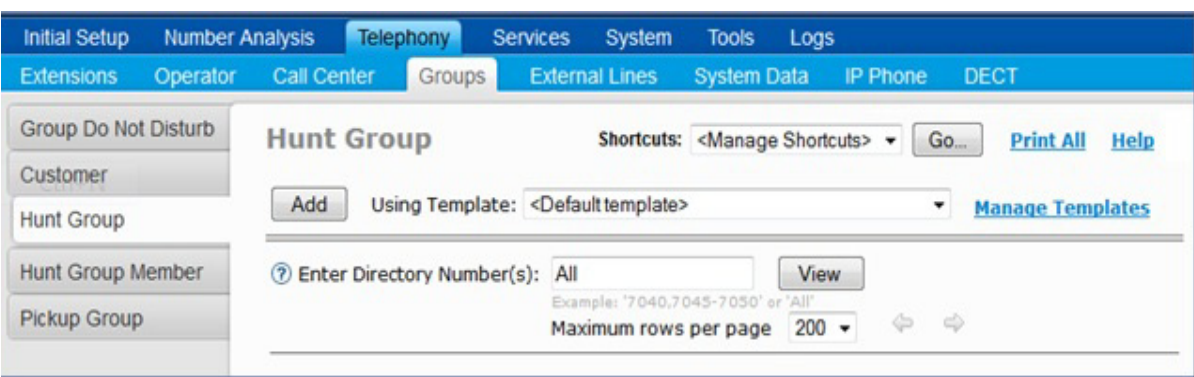 Initial Setup Number Analysis Telephony Services System Tools Logs
Extensions Operator Call Center Groups External Lines System Data IP Phone DECT
Group Do Not Disturb
Customer
Hunt Group
Hunt Group Member
Pickup Group
Hunt Group Shortcuts: <Manage Shortcuts> Go... Print All Help
Add Using Template: <Default template> Manage Templates
? Enter Directory Number(s): All View
Example: '7040,7045-7050' or 'All'
Maximum rows per page 200